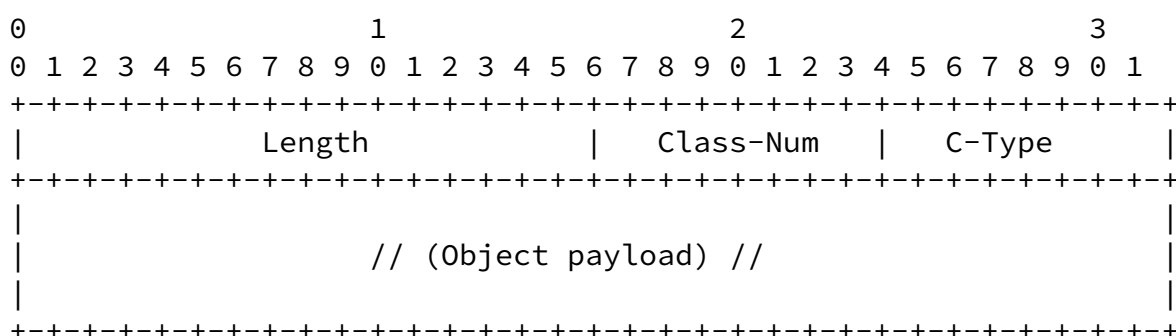 0                   1                   2                   3
0 1 2 3 4 5 6 7 8 9 0 1 2 3 4 5 6 7 8 9 0 1 2 3 4 5 6 7 8 9 0 1
+-+-+-+-+-+-+-+-+-+-+-+-+-+-+-+-+-+-+-+-+-+-+-+-+-+-+-+-+-+-+-+-+
|             Length            |   Class-Num   |   C-Type      |
+-+-+-+-+-+-+-+-+-+-+-+-+-+-+-+-+-+-+-+-+-+-+-+-+-+-+-+-+-+-+-+-+
|                                                               |
|                   // (Object payload) //                      |
|                                                               |
+-+-+-+-+-+-+-+-+-+-+-+-+-+-+-+-+-+-+-+-+-+-+-+-+-+-+-+-+-+-+-+-+